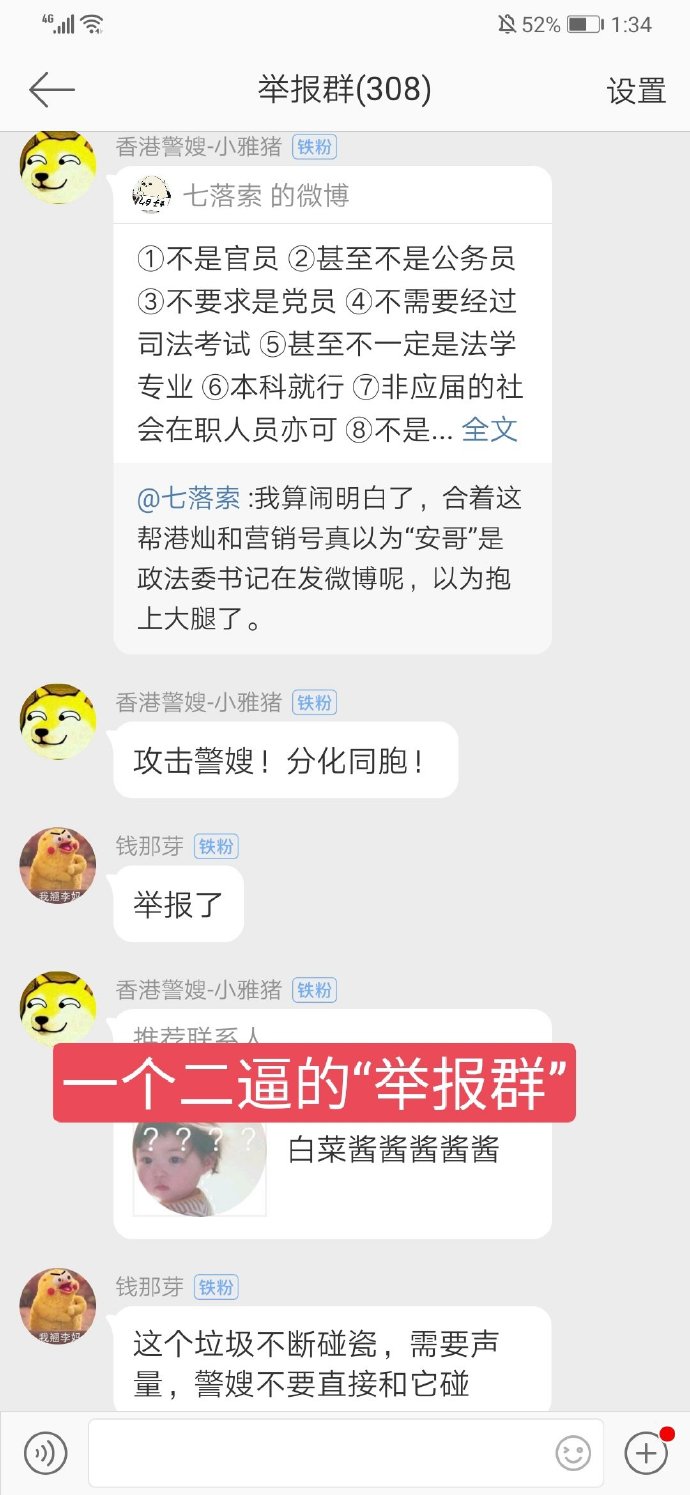 4G 52% 1:34
举报群(308) 设置
香港警嫂-小雅猪 铁粉
七落索 的微博
①不是官员 ②甚至不是公务员
③不要求是党员 ④不需要经过
司法考试 ⑤甚至不一定是法学
专业 ⑥本科就行 ⑦非应届的社
会在职人员亦可 ⑧不是... 全文
@七落索 :我算闹明白了，合着这
帮港灿和营销号真以为“安哥”是
政法委书记在发微博呢，以为抱
上大腿了。
香港警嫂-小雅猪 铁粉
攻击警嫂！分化同胞！
钱那芽 铁粉
我翘李妈
举报了
香港警嫂-小雅猪 铁粉
推荐联系人
一个二逼的“举报群”
? ? ? ?
白菜酱酱酱酱酱
钱那芽 铁粉
我翘李妈
这个垃圾不断碰瓷，需要声
量，警嫂不要直接和它碰